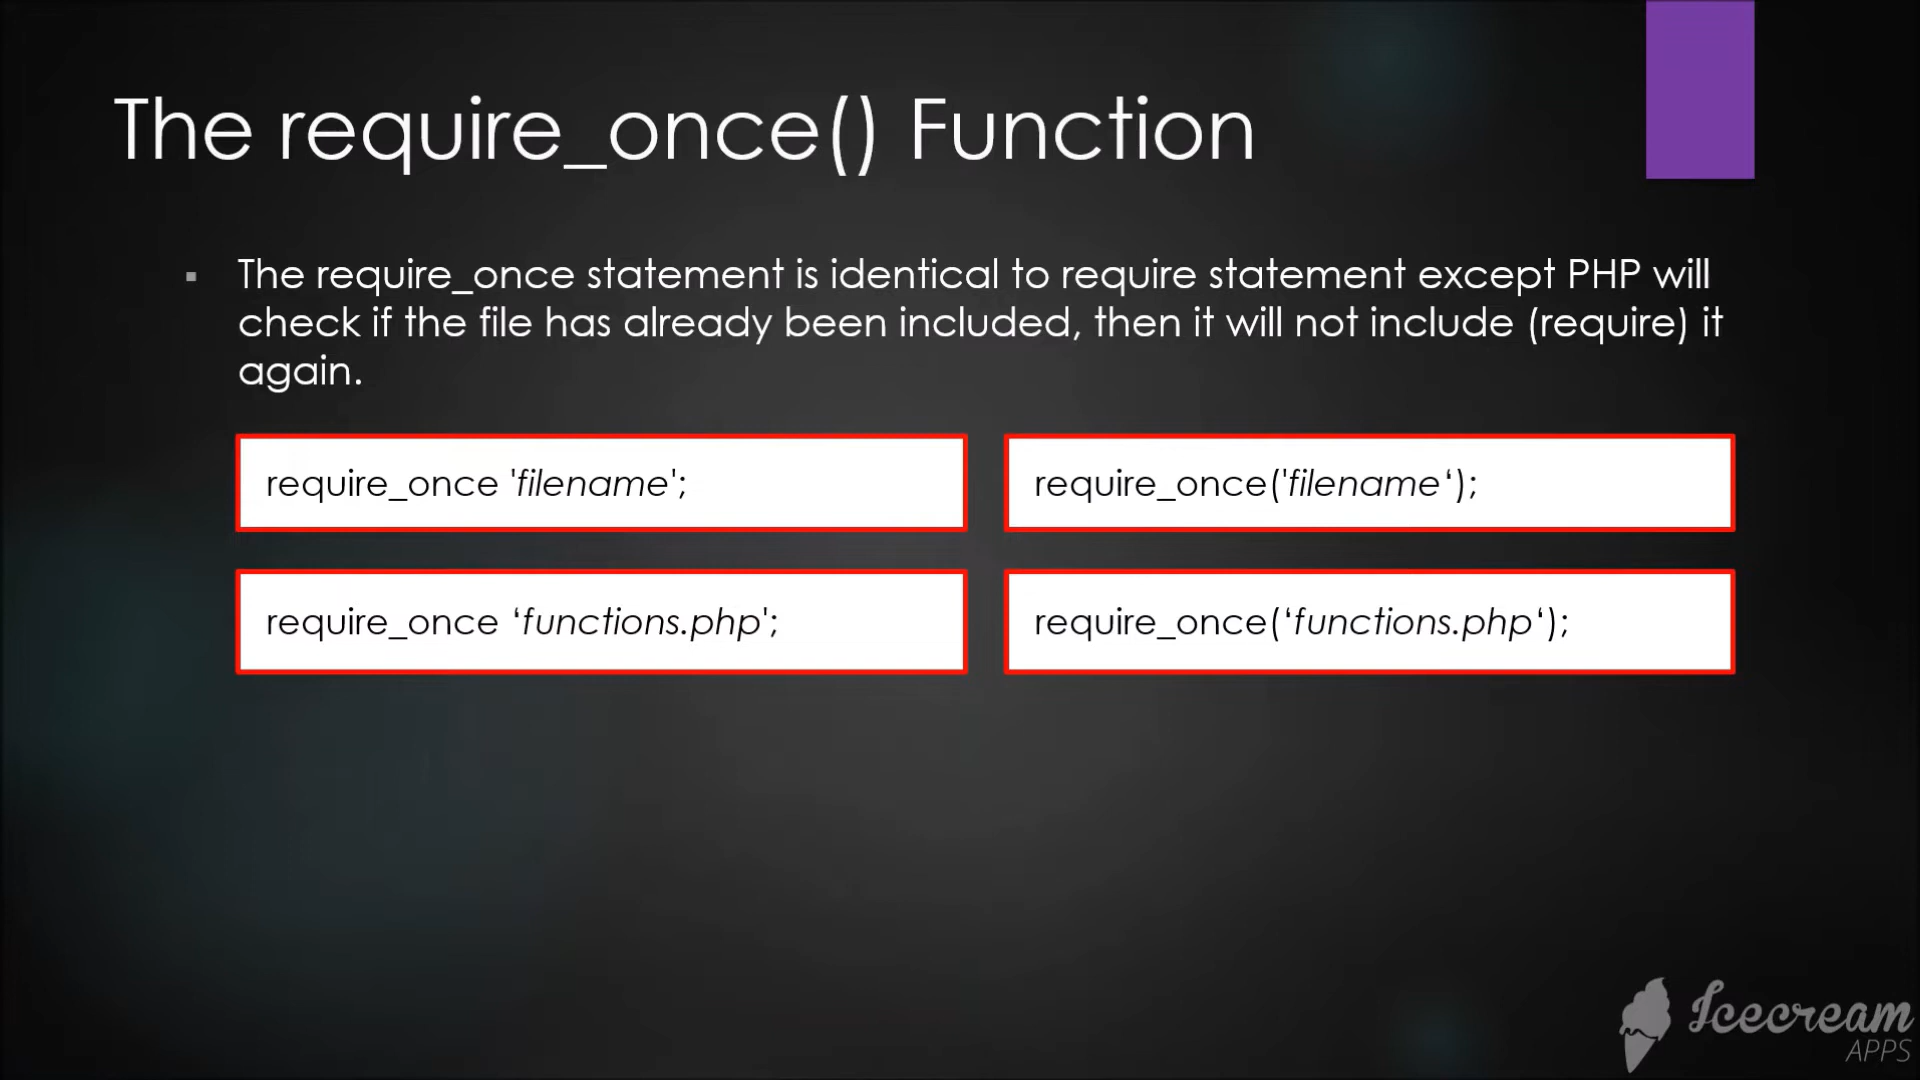 The require_once() Function
▪ The require_once statement is identical to require statement except PHP will
check if the file has already been included, then it will not include (require) it
again.
require_once 'filename';
require_once('filename‘);
require_once ‘functions.php';
require_once(‘functions.php‘);
Icecream
APPS